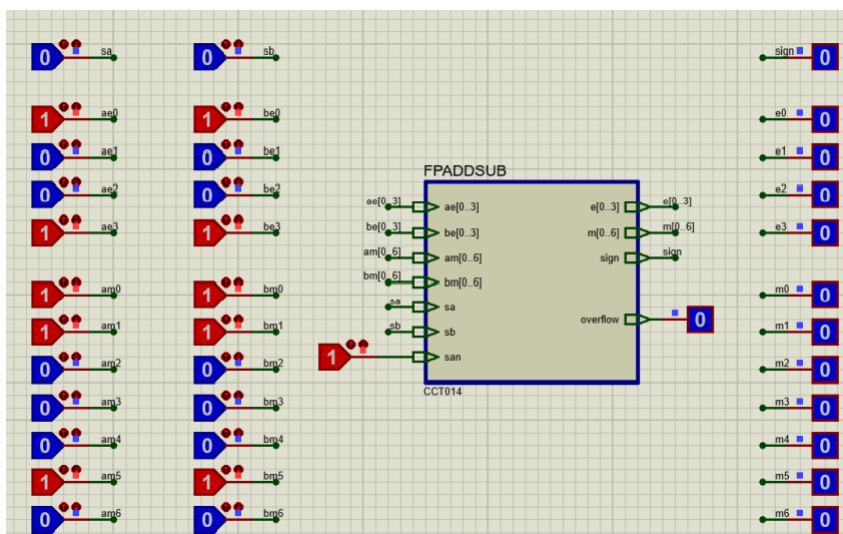 0 sa 0 sb sign 0
1 ae0 1 be0 e0 0
0 ae1 0 be1 e1 0
FPADDSUB
0 ae2 0 be2 e2 0
ae[0..3] ae[0..3] e[0..3] e[0..3]
1 ae3 1 be3 be[0..3] be[0..3] m[0..6] m[0..6] e3 0
am[0..6] am[0..6] sign sign
bm[0..6] bm[0..6]
1 am0 1 bm0 m0 0
sa sa
overflow 0
1 am1 1 bm1 sb sb m1 0
1 san
0 am2 0 bm2 m2 0
CCT014
0 am3 0 bm3 m3 0
0 am4 0 bm4 m4 0
1 am5 1 bm5 m5 0
0 am6 0 bm6 m6 0